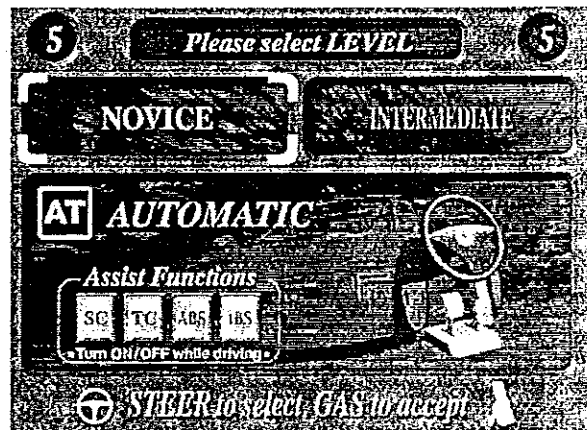 5 Please select LEVEL 5
NOVICE INTERMEDIATE
AT AUTOMATIC
Assist Functions
SC TC ABS iBS
•Turn ON/OFF while driving•
STEER to select, GAS to accept